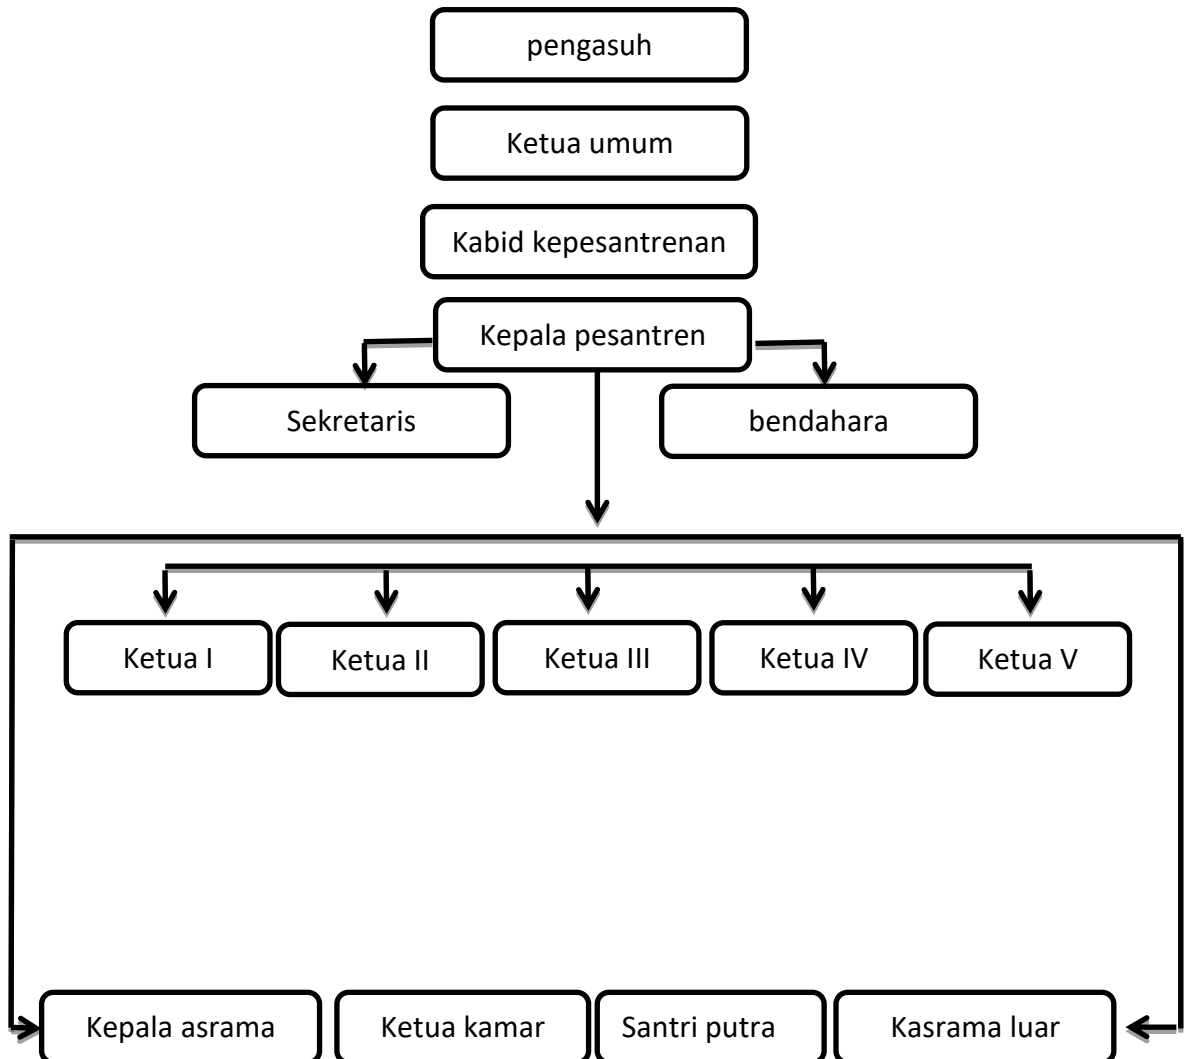 pengasuh
Ketua umum
Kabid kepesantrenan
Kepala pesantren
Sekretaris
bendahara
Ketua I
Ketua II
Ketua III
Ketua IV
Ketua V
Kepala asrama
Ketua kamar
Santri putra
Kasrama luar